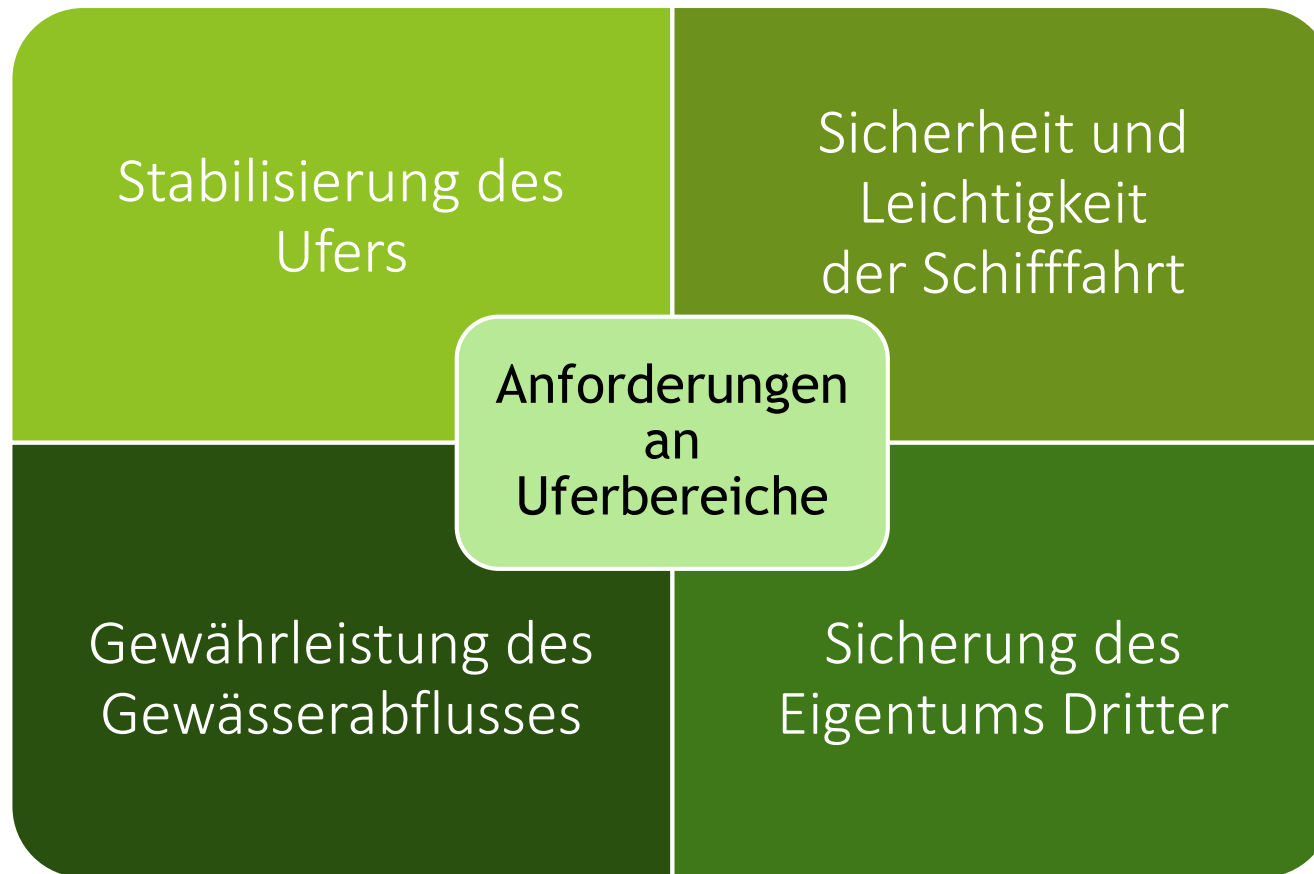 Stabilisierung des
Ufers
Sicherheit und
Leichtigkeit
der Schifffahrt
Anforderungen
an
Uferbereiche
Gewährleistung des
Gewässerabflusses
Sicherung des
Eigentums Dritter